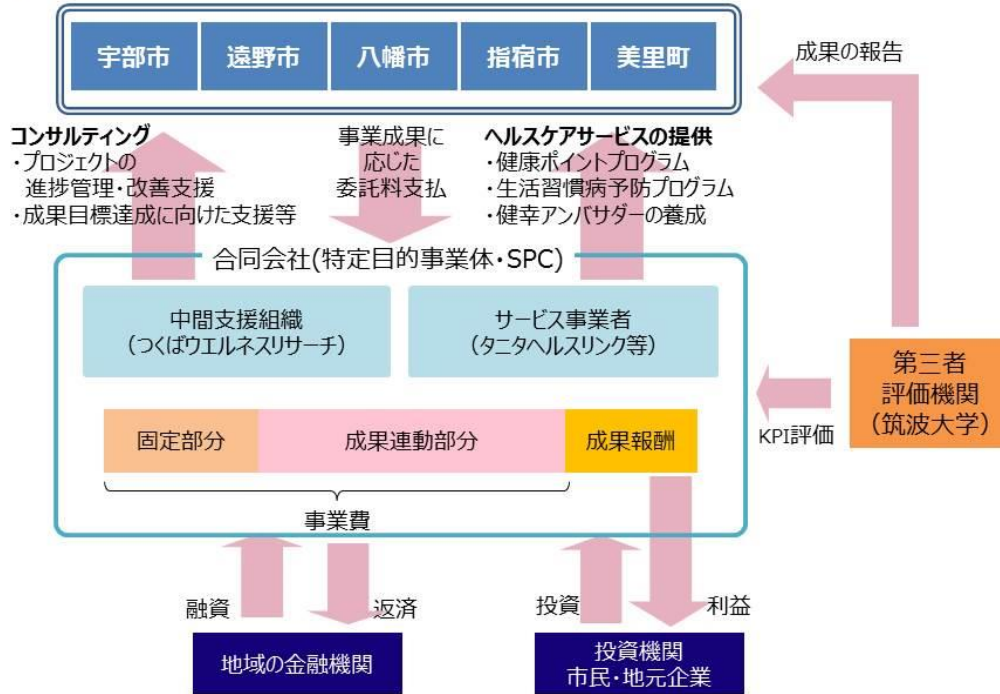 宇部市
遠野市
八幡市
指宿市
美里町
成果の報告
コンサルティング
・プロジェクトの
進捗管理・改善支援
・成果目標達成に向けた支援等
事業成果に
応じた
委託料支払
ヘルスケアサービスの提供
・健康ポイントプログラム
・生活習慣病予防プログラム
・健幸アンバサダーの養成
合同会社(特定目的事業体・SPC)
中間支援組織
(つくばウエルネスリサーチ)
サービス事業者
(タニタヘルスリンク等)
第三者
評価機関
(筑波大学)
KPI評価
固定部分
成果連動部分
成果報酬
事業費
融資
返済
投資
利益
地域の金融機関
投資機関
市民・地元企業